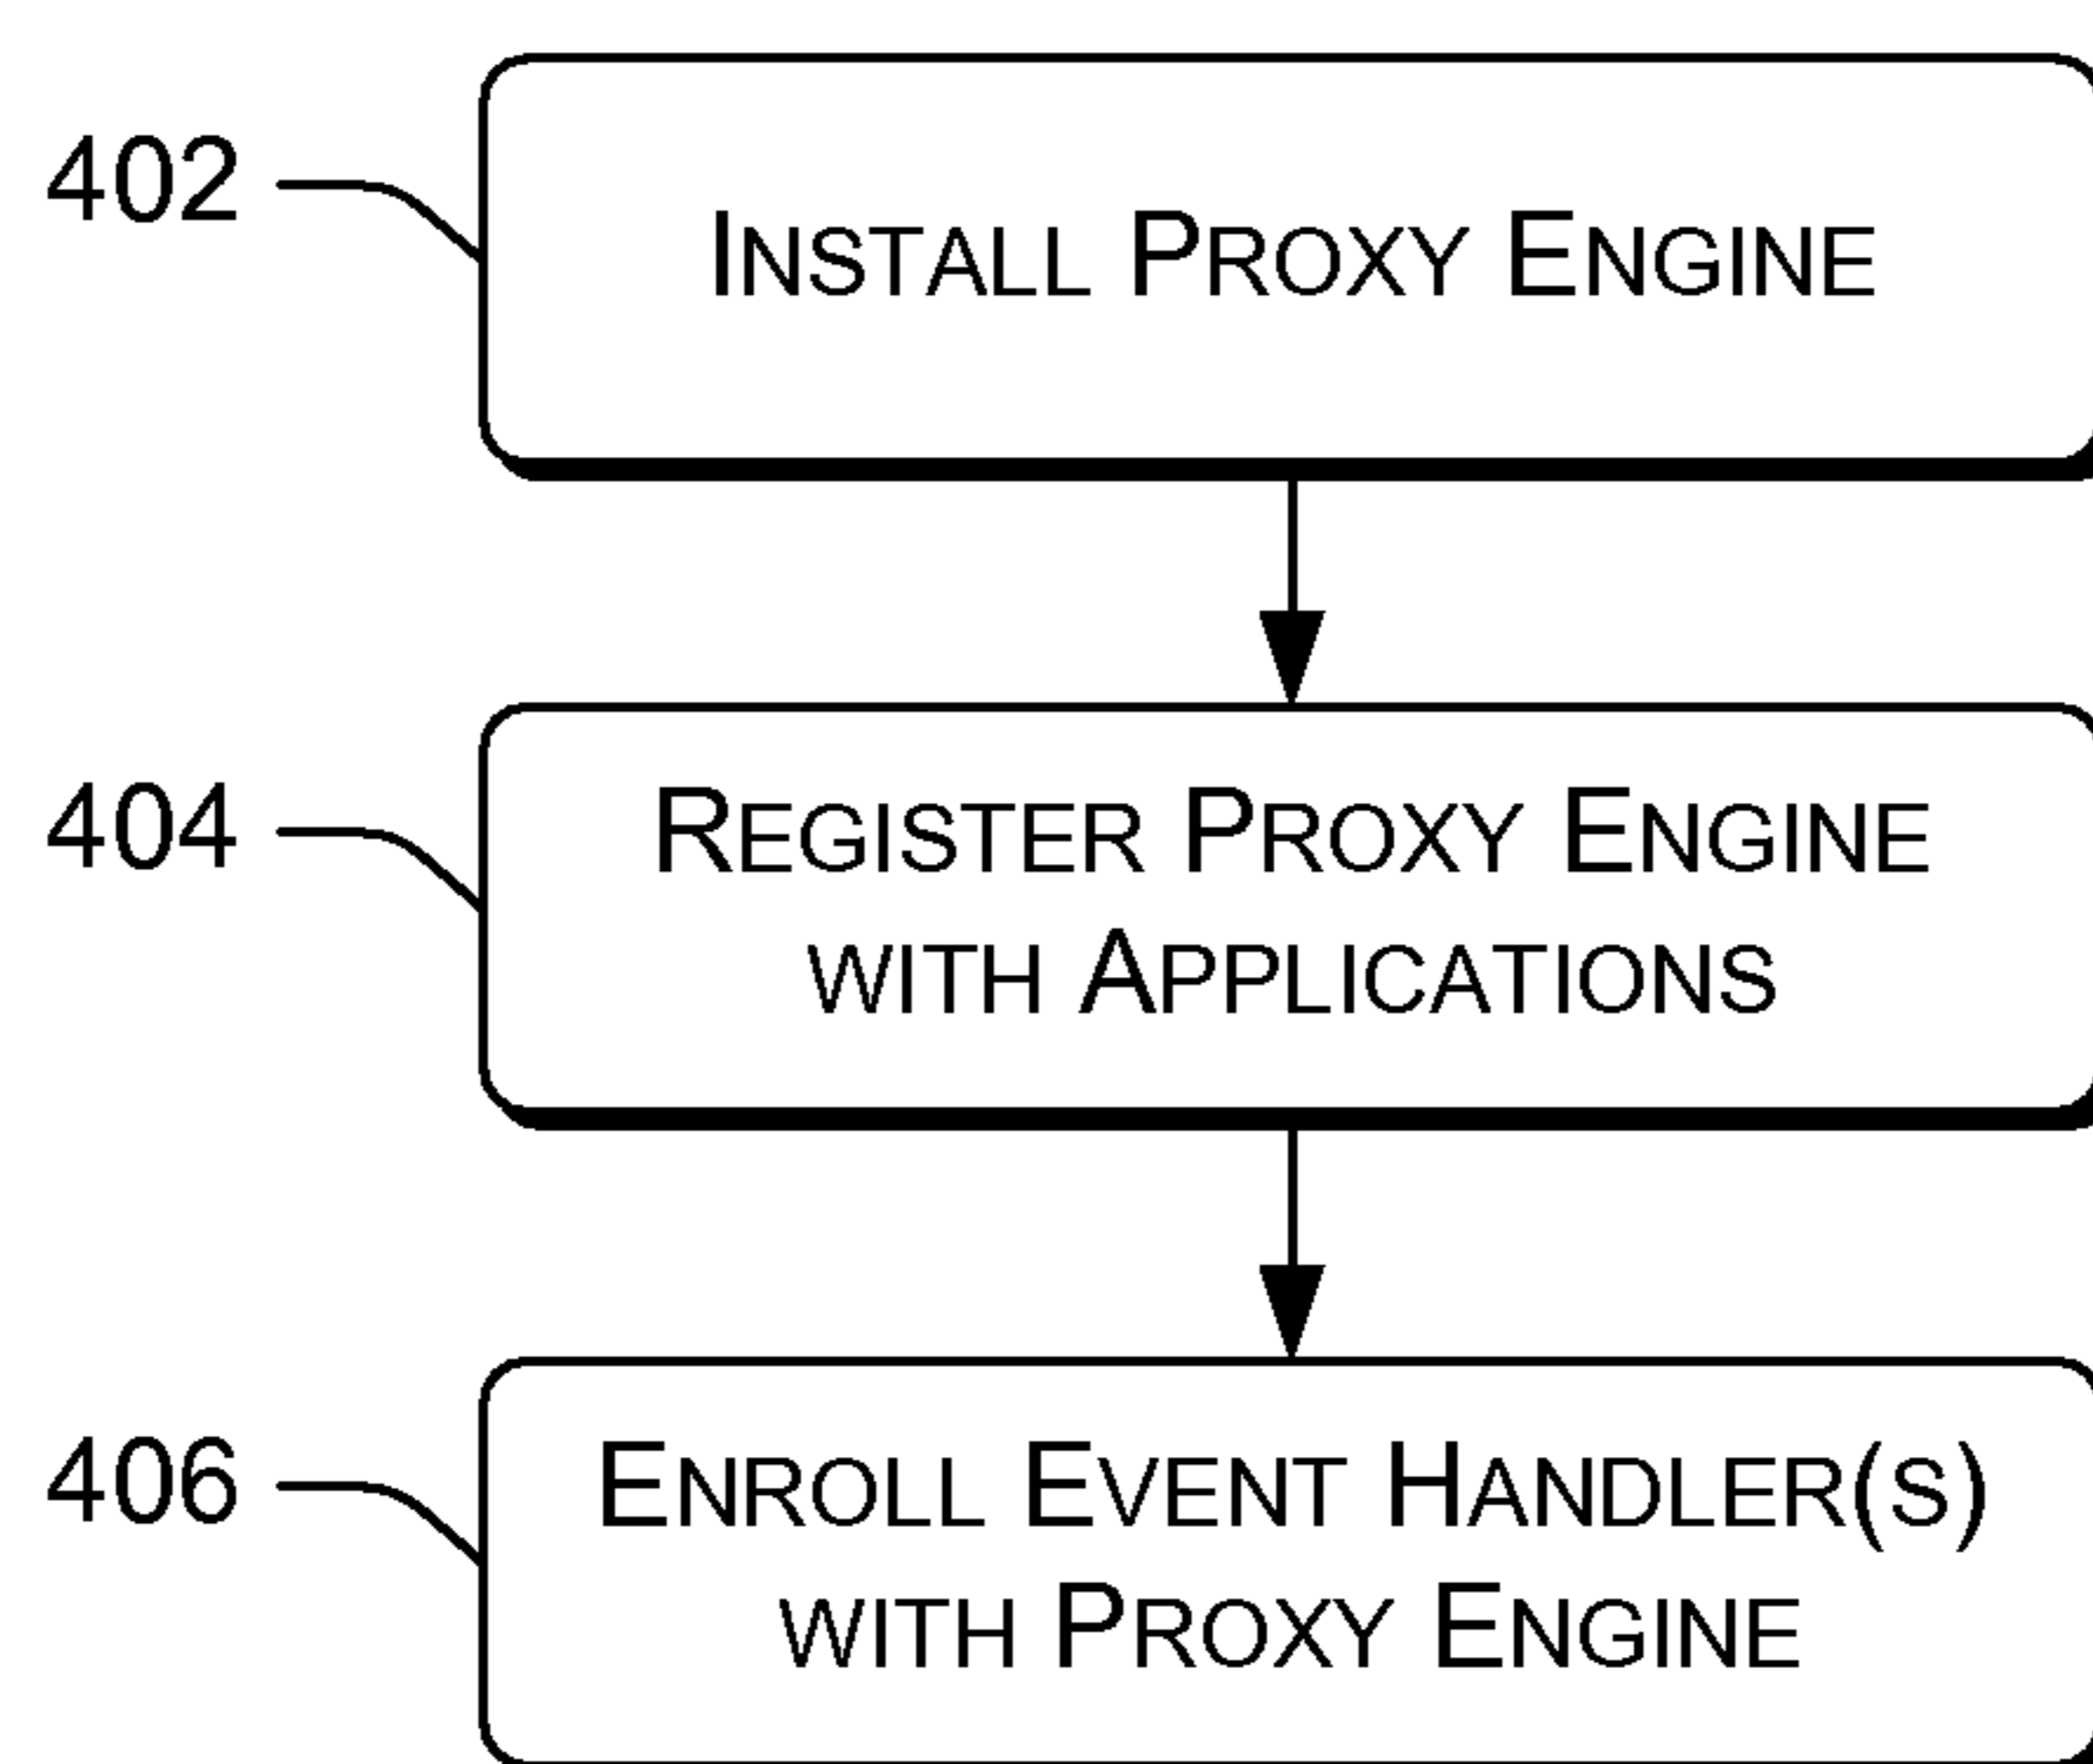 402
INSTALL PROXY ENGINE
404
REGISTER PROXY ENGINE
WITH APPLICATIONS
406
ENROLL EVENT HANDLER(S)
WITH PROXY ENGINE